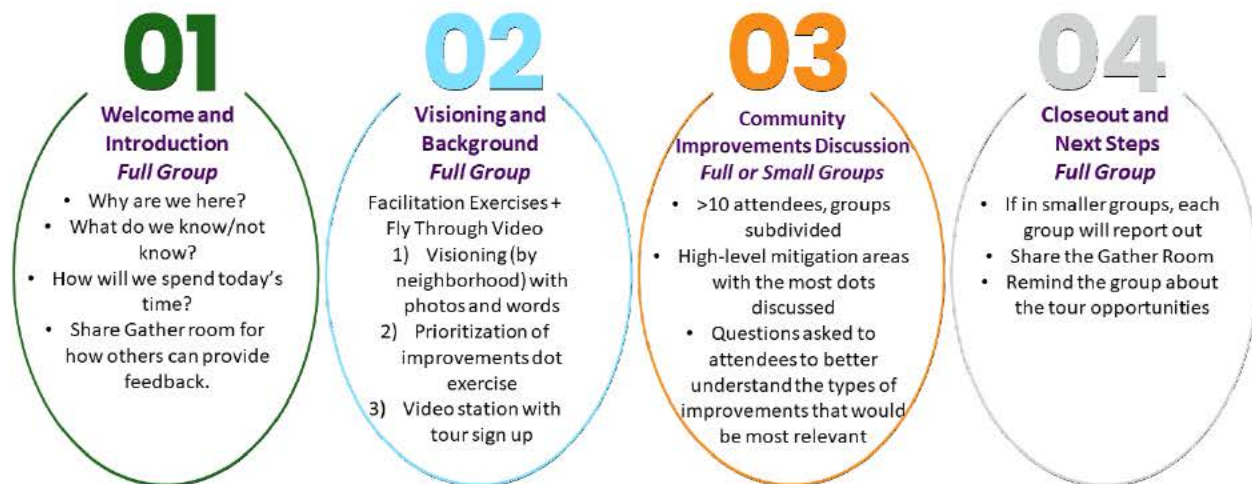 01
Welcome and
Introduction
Full Group
• Why are we here?
• What do we know/not
know?
• How will we spend today's
time?
• Share Gather room for
how others can provide
feedback.
02
Visioning and
Background
Full Group
Facilitation Exercises +
Fly Through Video
1) Visioning (by
neighborhood) with
photos and words
2) Prioritization of
improvements dot
exercise
3) Video station with
tour sign up
03
Community
Improvements Discussion
Full or Small Groups
• >10 attendees, groups
subdivided
• High-level mitigation areas
with the most dots
discussed
• Questions asked to
attendees to better
understand the types of
improvements that would
be most relevant
04
Closeout and
Next Steps
Full Group
• If in smaller groups, each
group will report out
• Share the Gather Room
• Remind the group about
the tour opportunities